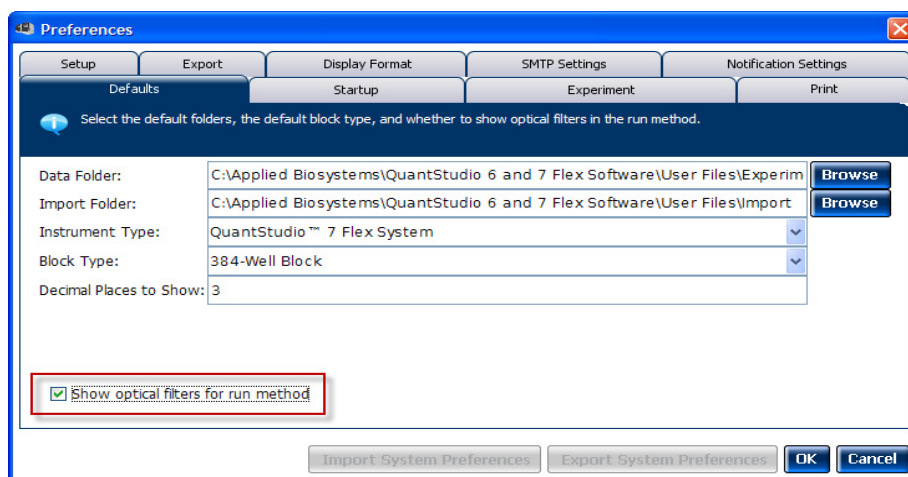 Preferences
Setup Export Display Format SMTP Settings Notification Settings
Defaults Startup Experiment Print
Select the default folders, the default block type, and whether to show optical filters in the run method.
Data Folder: C:\Applied Biosystems\QuantStudio 6 and 7 Flex Software\User Files\Experim Browse
Import Folder: C:\Applied Biosystems\QuantStudio 6 and 7 Flex Software\User Files\Import Browse
Instrument Type: QuantStudio™ 7 Flex System
Block Type: 384-Well Block
Decimal Places to Show: 3
Show optical filters for run method
Import System Preferences Export System Preferences OK Cancel